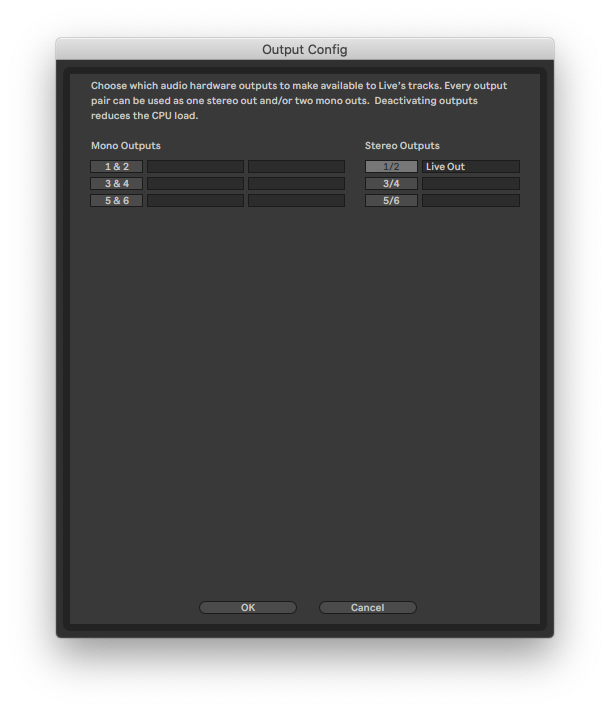 Output Config
Choose which audio hardware outputs to make available to Live's tracks. Every output
pair can be used as one stereo out and/or two mono outs.  Deactivating outputs
reduces the CPU load.
Mono Outputs
Stereo Outputs
1 & 2
1/2
Live Out
3 & 4
3/4
5 & 6
5/6
OK
Cancel